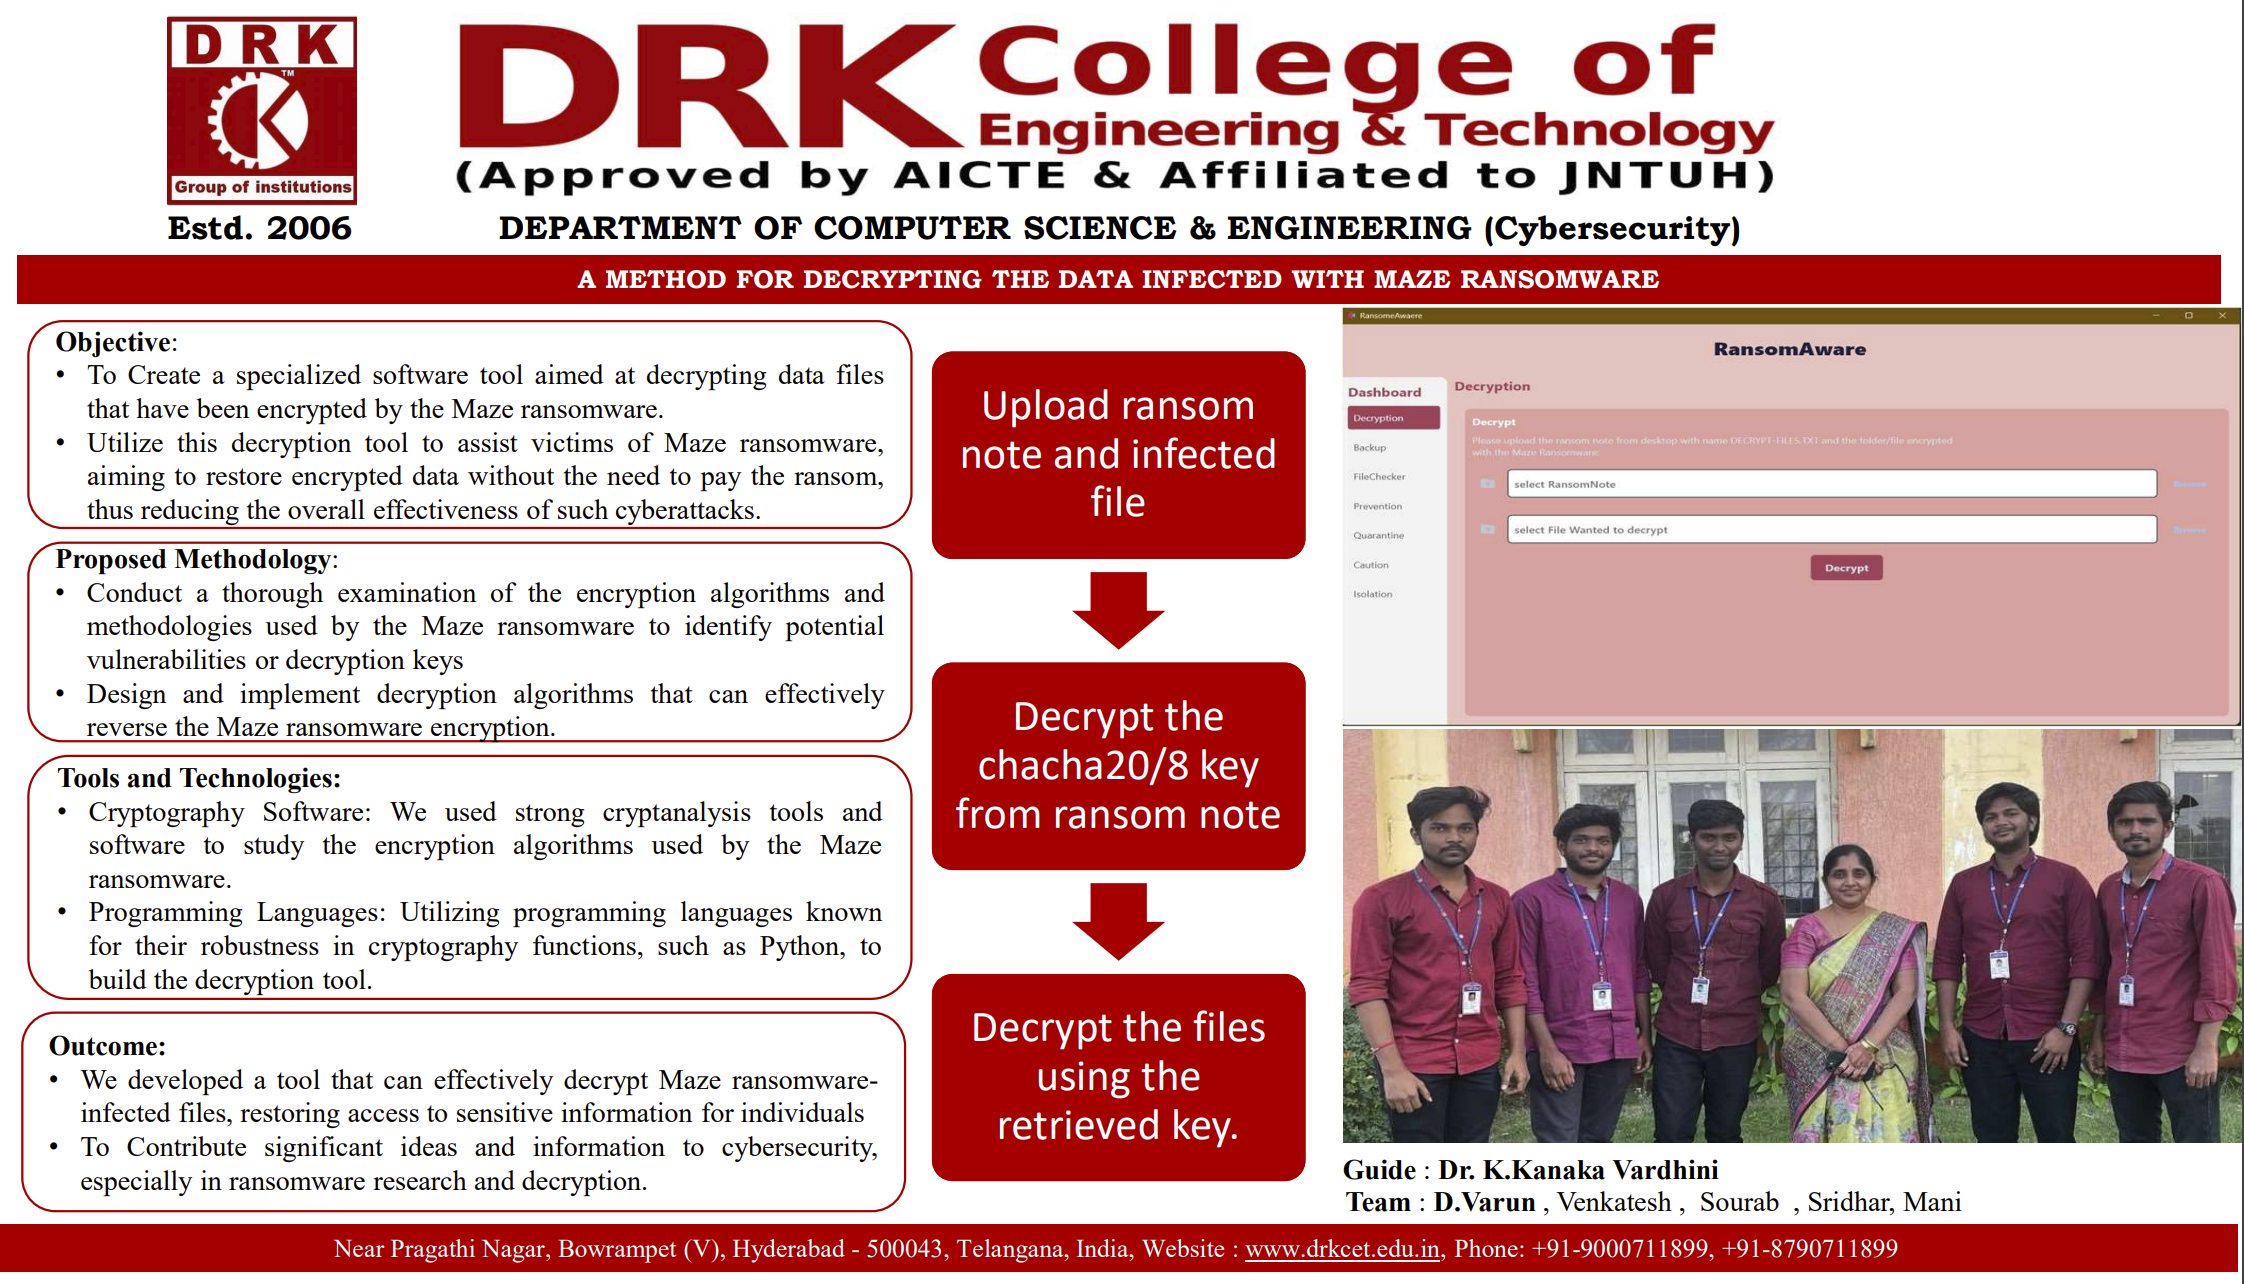 DRK
TM
Group of institutions
Estd. 2006
DRK College of
Engineering & Technology
(Approved by AICTE & Affiliated to JNTUH)
DEPARTMENT OF COMPUTER SCIENCE & ENGINEERING (Cybersecurity)
A METHOD FOR DECRYPTING THE DATA INFECTED WITH MAZE RANSOMWARE
Objective:
• To Create a specialized software tool aimed at decrypting data files
that have been encrypted by the Maze ransomware.
• Utilize this decryption tool to assist victims of Maze ransomware,
aiming to restore encrypted data without the need to pay the ransom,
thus reducing the overall effectiveness of such cyberattacks.
Proposed Methodology:
• Conduct a thorough examination of the encryption algorithms and
methodologies used by the Maze ransomware to identify potential
vulnerabilities or decryption keys
• Design and implement decryption algorithms that can effectively
reverse the Maze ransomware encryption.
Tools and Technologies:
• Cryptography Software: We used strong cryptanalysis tools and
software to study the encryption algorithms used by the Maze
ransomware.
• Programming Languages: Utilizing programming languages known
for their robustness in cryptography functions, such as Python, to
build the decryption tool.
Outcome:
• We developed a tool that can effectively decrypt Maze ransomware-
infected files, restoring access to sensitive information for individuals
• To Contribute significant ideas and information to cybersecurity,
especially in ransomware research and decryption.
Upload ransom
note and infected
file
Decrypt the
chacha20/8 key
from ransom note
Decrypt the files
using the
retrieved key.
RansomeAwaere
RansomAware
Dashboard
Decryption
Backup
FileChecker
Prevention
Quarantine
Caution
Isolation
Decryption
Decrypt
Please upload the ransom note from desktop with name DECRYPT-FILES.TXT and the folder/file encrypted
with the Maze Ransomware:
select RansomNote
Browse
select File Wanted to decrypt
Browse
Decrypt
Guide : Dr. K.Kanaka Vardhini
Team : D.Varun , Venkatesh , Sourab , Sridhar, Mani
Near Pragathi Nagar, Bowrampet (V), Hyderabad - 500043, Telangana, India, Website : www.drkcet.edu.in, Phone: +91-9000711899, +91-8790711899